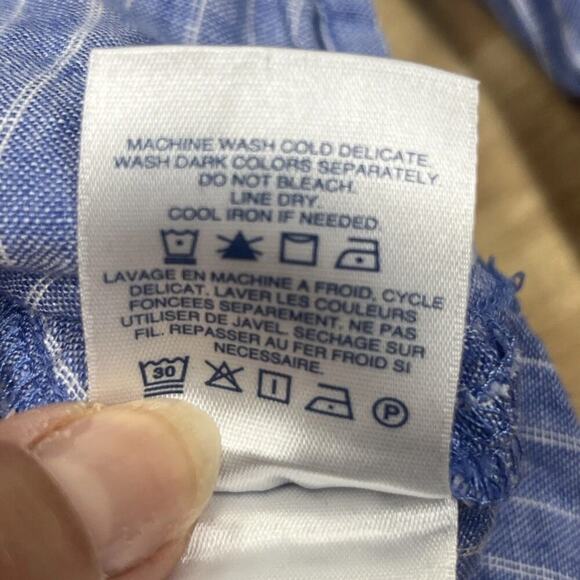 MACHINE WASH COLD DELICATE.
WASH DARK COLORS SEPARATELY.
DO NOT BLEACH.
LINE DRY.
COOL IRON IF NEEDED.
LAVAGE EN MACHINE A FROID, CYCLE
DELICAT. LAVER LES COULEURS
FONCEES SEPAREMENT. NE PAS
UTILISER DE JAVEL. SECHAGE SUR
FIL. REPASSER AU FER FROID SI
NECESSAIRE.
30 P